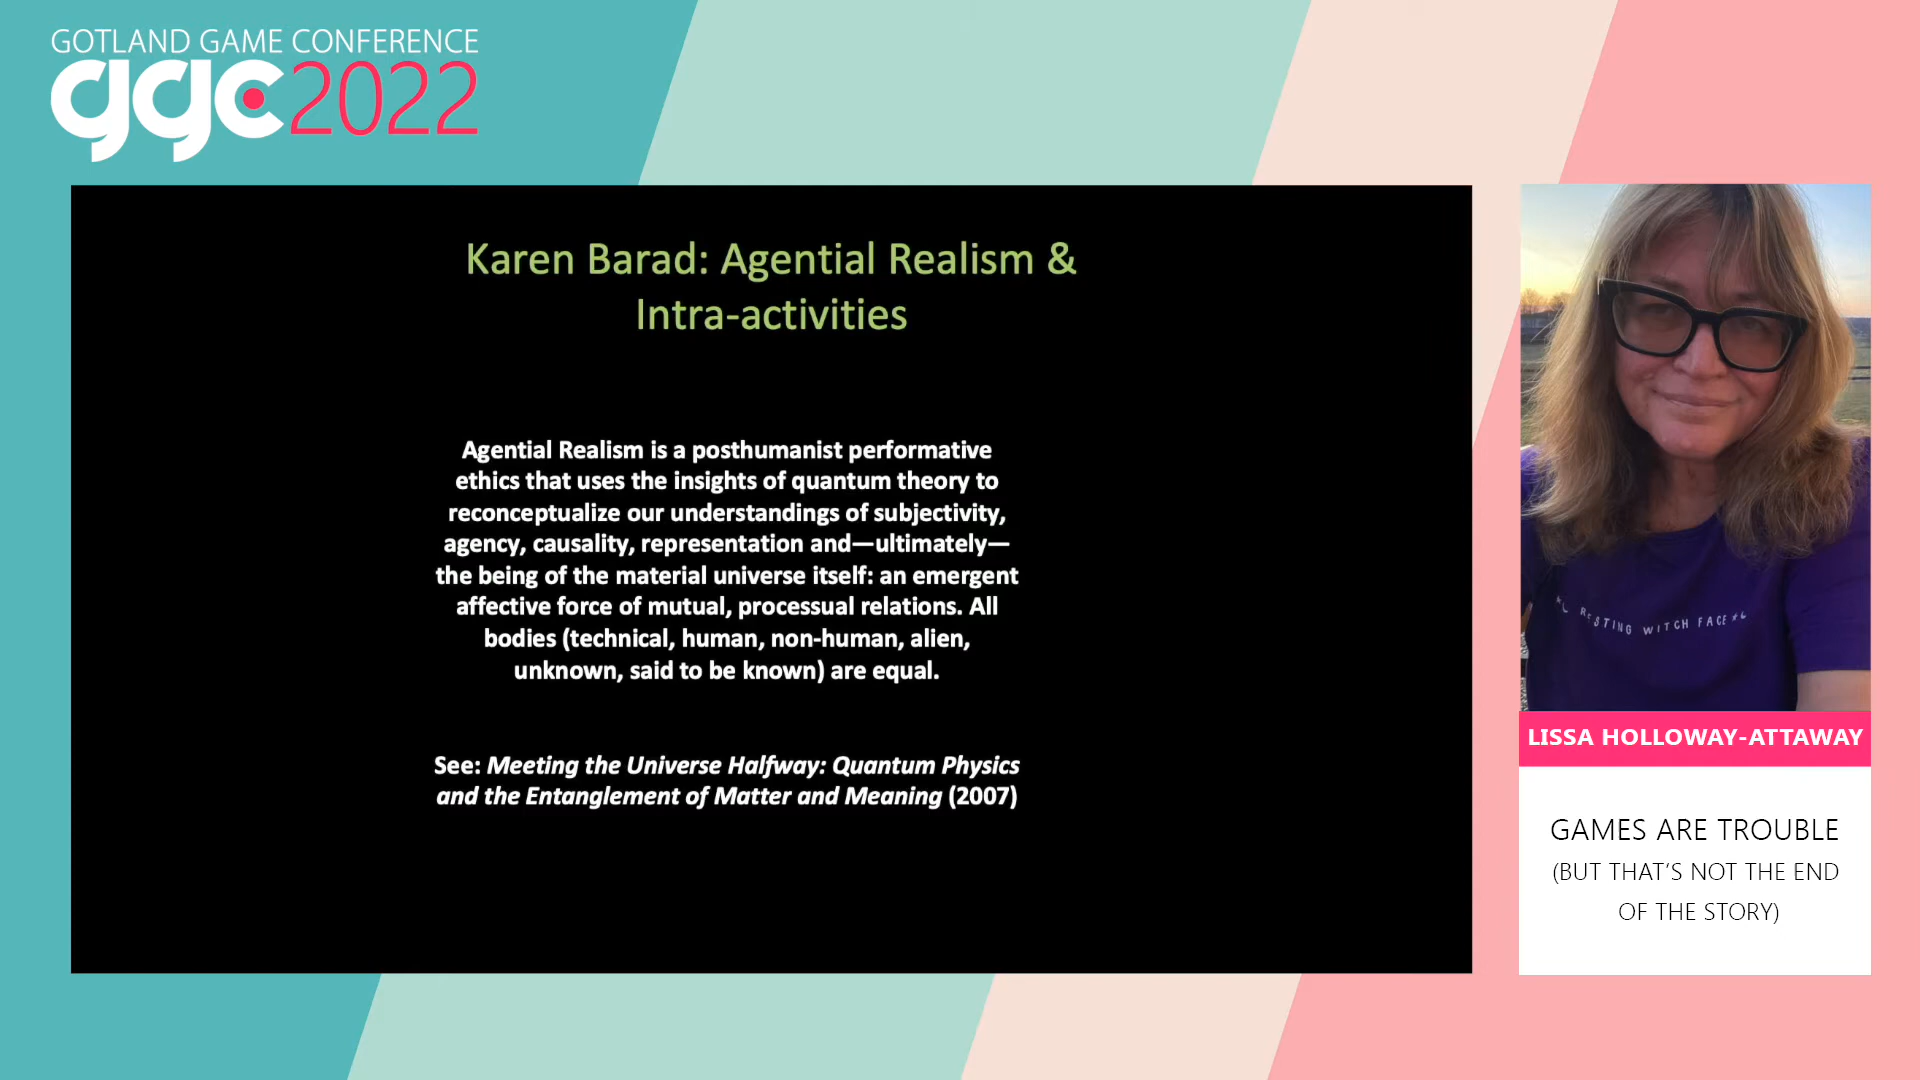 GOTLAND GAME CONFERENCE
ggc2022
Karen Barad: Agential Realism &
Intra-activities
Agential Realism is a posthumanist performative
ethics that uses the insights of quantum theory to
reconceptualize our understandings of subjectivity,
agency, causality, representation and—ultimately—
the being of the material universe itself: an emergent
affective force of mutual, processual relations. All
bodies (technical, human, non-human, alien,
unknown, said to be known) are equal.
See: Meeting the Universe Halfway: Quantum Physics
and the Entanglement of Matter and Meaning (2007)
RESTING WITCH FACE
LISSA HOLLOWAY-ATTAWAY
GAMES ARE TROUBLE
(BUT THAT'S NOT THE END
OF THE STORY)